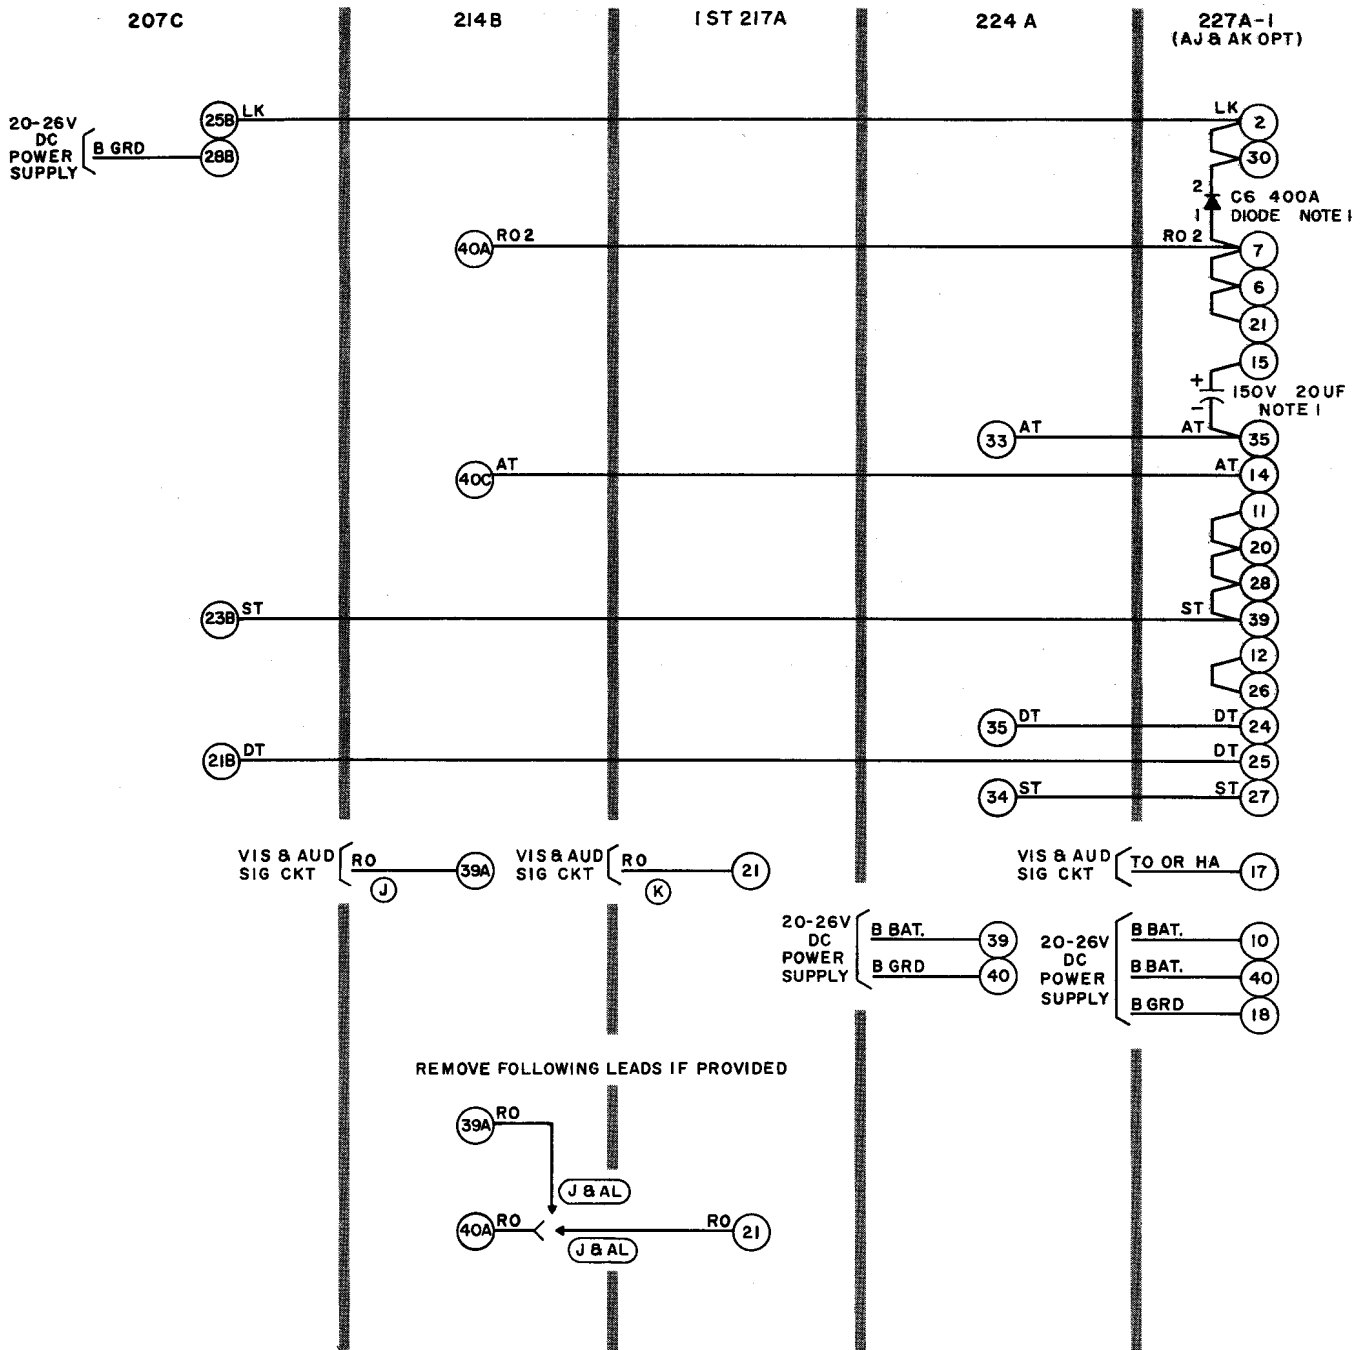 207C
214B
1ST 217A
224A
227A-1
(AJ & AK OPT)
25B LK
LK 2
20-26V
DC
POWER
SUPPLY
B GRD 28B
30
2
C6 400A
1
DIODE NOTE 1
40A RO2
RO2 7
6
21
15
+
150V 20UF
NOTE 1
-
33 AT
AT 35
40C AT
AT 14
11
20
28
23B ST
ST 39
12
26
35 DT
DT 24
21B DT
DT 25
34 ST
ST 27
VIS & AUD
SIG CKT
RO
J
39A
VIS & AUD
SIG CKT
RO
K
21
VIS & AUD
SIG CKT
TO OR HA 17
20-26V
DC
POWER
SUPPLY
B BAT. 39
B GRD 40
20-26V
DC
POWER
SUPPLY
B BAT. 10
B BAT. 40
B GRD 18
REMOVE FOLLOWING LEADS IF PROVIDED
39A RO
J & AL
40A RO
RO 21
J & AL